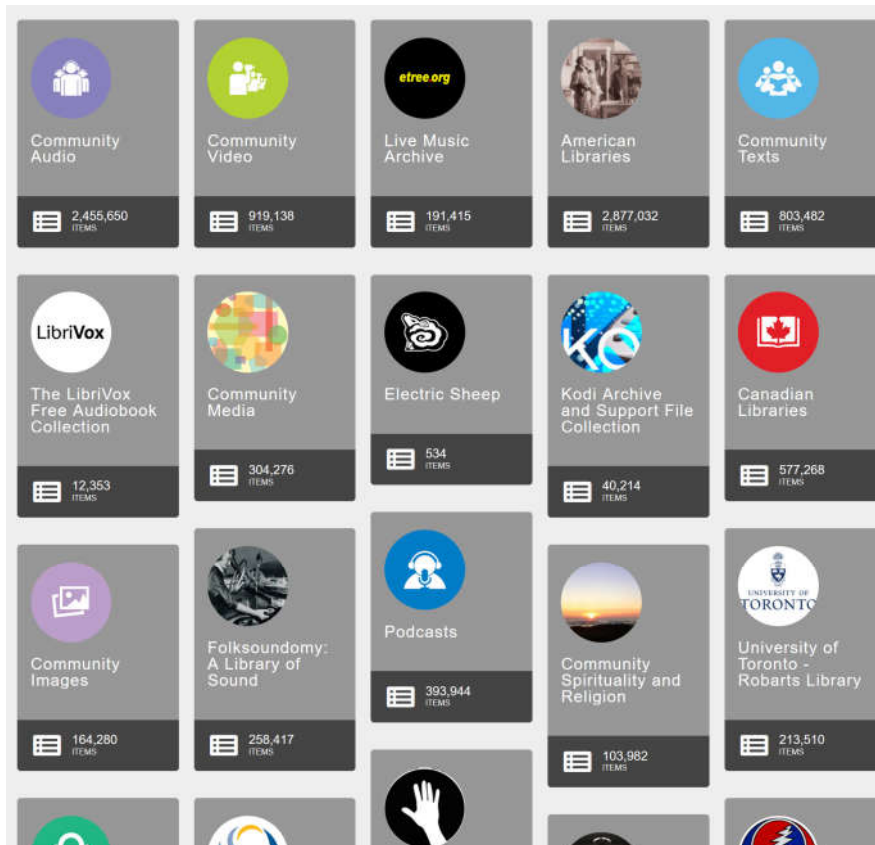 etree.org
Community
Audio
2,455,650
ITEMS
Community
Video
919,138
ITEMS
Live Music
Archive
191,415
ITEMS
American
Libraries
2,877,032
ITEMS
Community
Texts
803,482
ITEMS
LibriVox
The LibriVox
Free Audiobook
Collection
12,353
ITEMS
Community
Media
304,276
ITEMS
Electric Sheep
534
ITEMS
KO
Kodi Archive
and Support File
Collection
40,214
ITEMS
Canadian
Libraries
577,268
ITEMS
Community
Images
164,280
ITEMS
Folksoundomy:
A Library of
Sound
258,417
ITEMS
Podcasts
393,944
ITEMS
Community
Spirituality and
Religion
103,982
ITEMS
UNIVERSITY OF
TORONTO
University of
Toronto -
Robarts Library
213,510
ITEMS